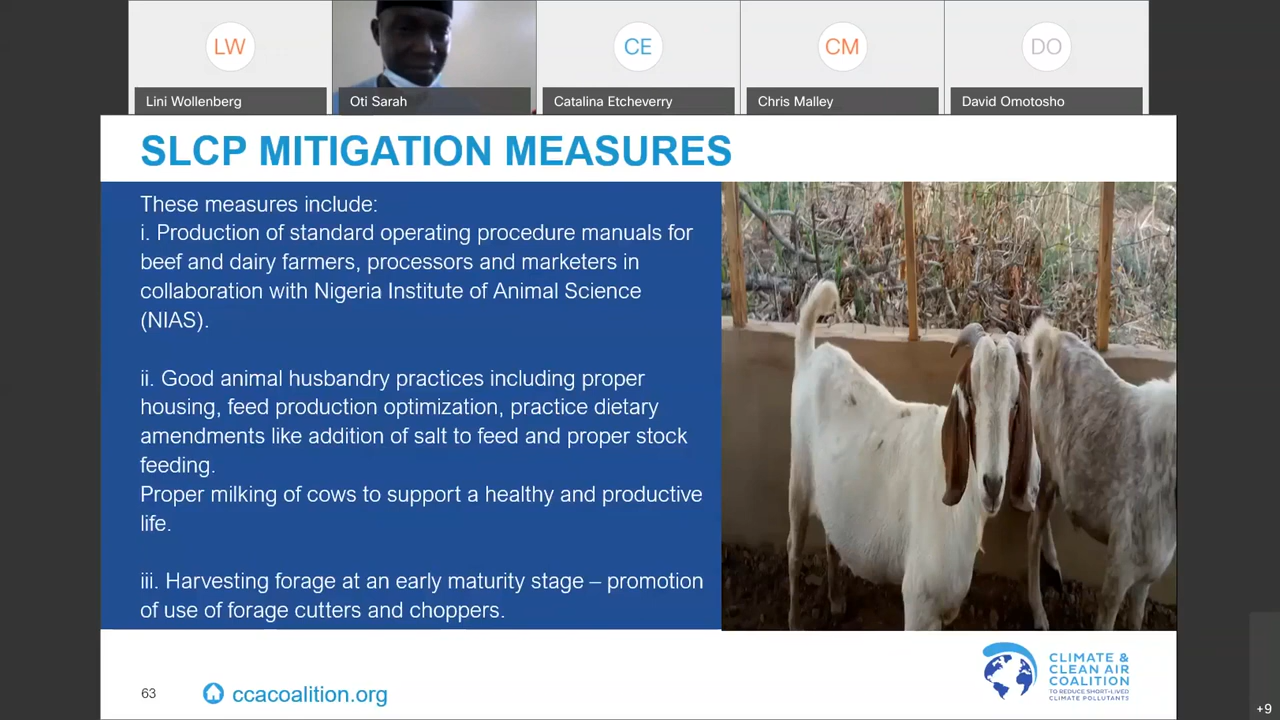 LW
CE
CM
DO
Lini Wollenberg
Oti Sarah
Catalina Etcheverry
Chris Malley
David Omotosho
SLCP MITIGATION MEASURES
These measures include:
i. Production of standard operating procedure manuals for
beef and dairy farmers, processors and marketers in
collaboration with Nigeria Institute of Animal Science
(NIAS).
ii. Good animal husbandry practices including proper
housing, feed production optimization, practice dietary
amendments like addition of salt to feed and proper stock
feeding.
Proper milking of cows to support a healthy and productive
life.
iii. Harvesting forage at an early maturity stage – promotion
of use of forage cutters and choppers.
63
ccacoalition.org
CLIMATE &
CLEAN AIR
COALITION
TO REDUCE SHORT-LIVED
CLIMATE POLLUTANTS
+9